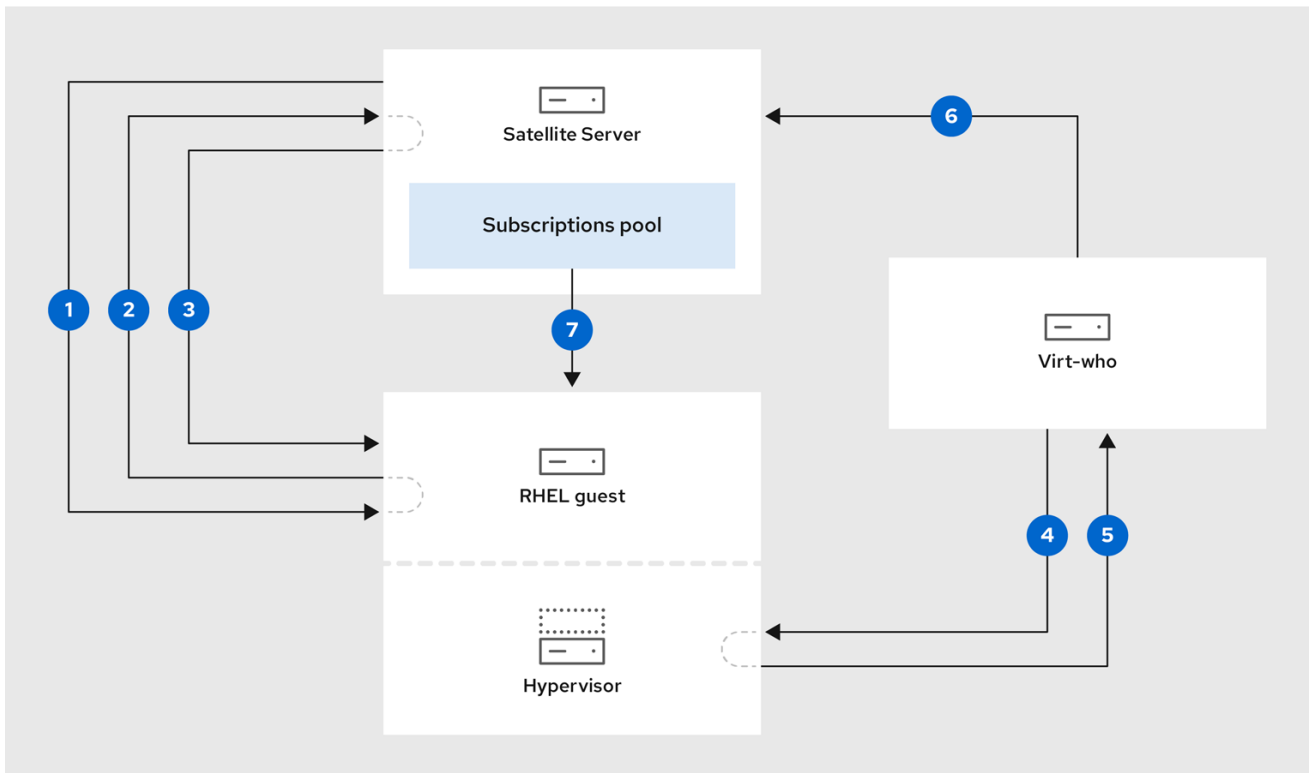 Satellite Server
6
Subscriptions pool
1
2
3
7
Virt-who
RHEL guest
4
5
Hypervisor